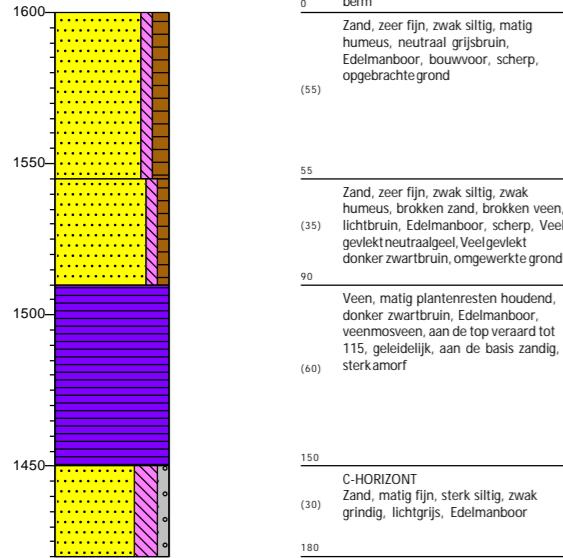 1600
0
berm
Zand, zeer fijn, zwak siltig, matig
humeus, neutraal grijsbruin,
Edelmanboor, bouwvoor, scherp,
opgebrachte grond
(55)
1550
55
Zand, zeer fijn, zwak siltig, zwak
humeus, brokken zand, brokken veen,
(35)
lichtbruin, Edelmanboor, scherp, Veel
gevlekt neutraalgeel, Veel gevlekt
donker zwartbruin, omgewerkte grond
90
1500
Veen, matig plantenresten houdend,
donker zwartbruin, Edelmanboor,
veenmosveen, aan de top veraard tot
115, geleidelijk, aan de basis zandig,
(60)
sterk amorf
1450
150
C-HORIZONT
(30)
Zand, matig fijn, sterk siltig, zwak
grindig, lichtgrijs, Edelmanboor
180